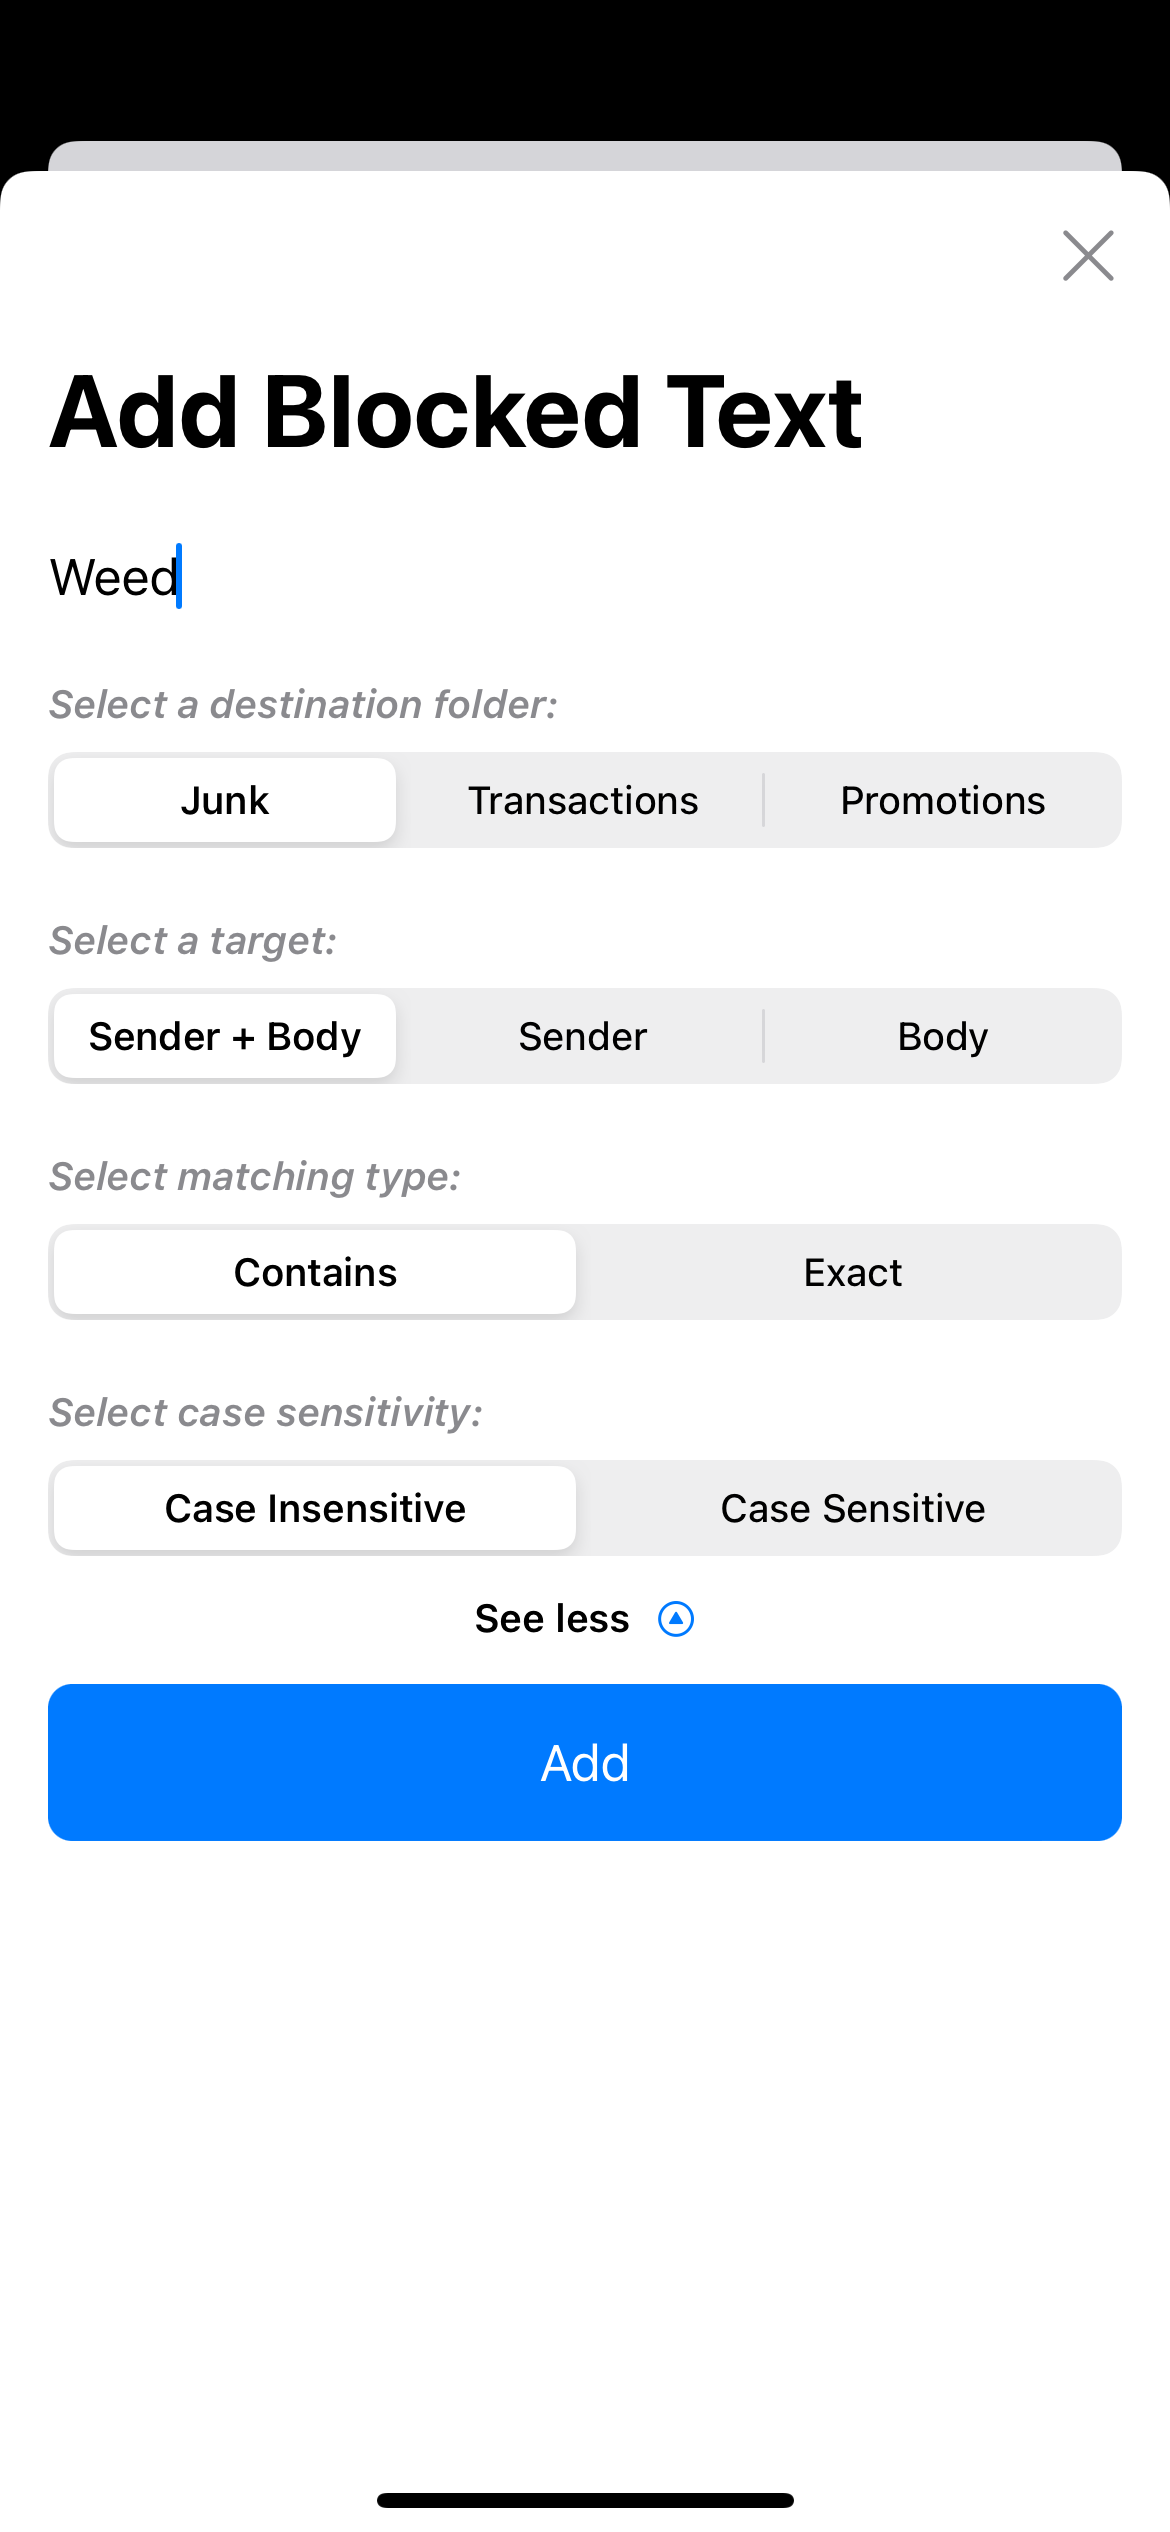 Add Blocked Text
Weed
Select a destination folder:
Junk Transactions Promotions
Select a target:
Sender + Body Sender Body
Select matching type:
Contains Exact
Select case sensitivity:
Case Insensitive Case Sensitive
See less
Add